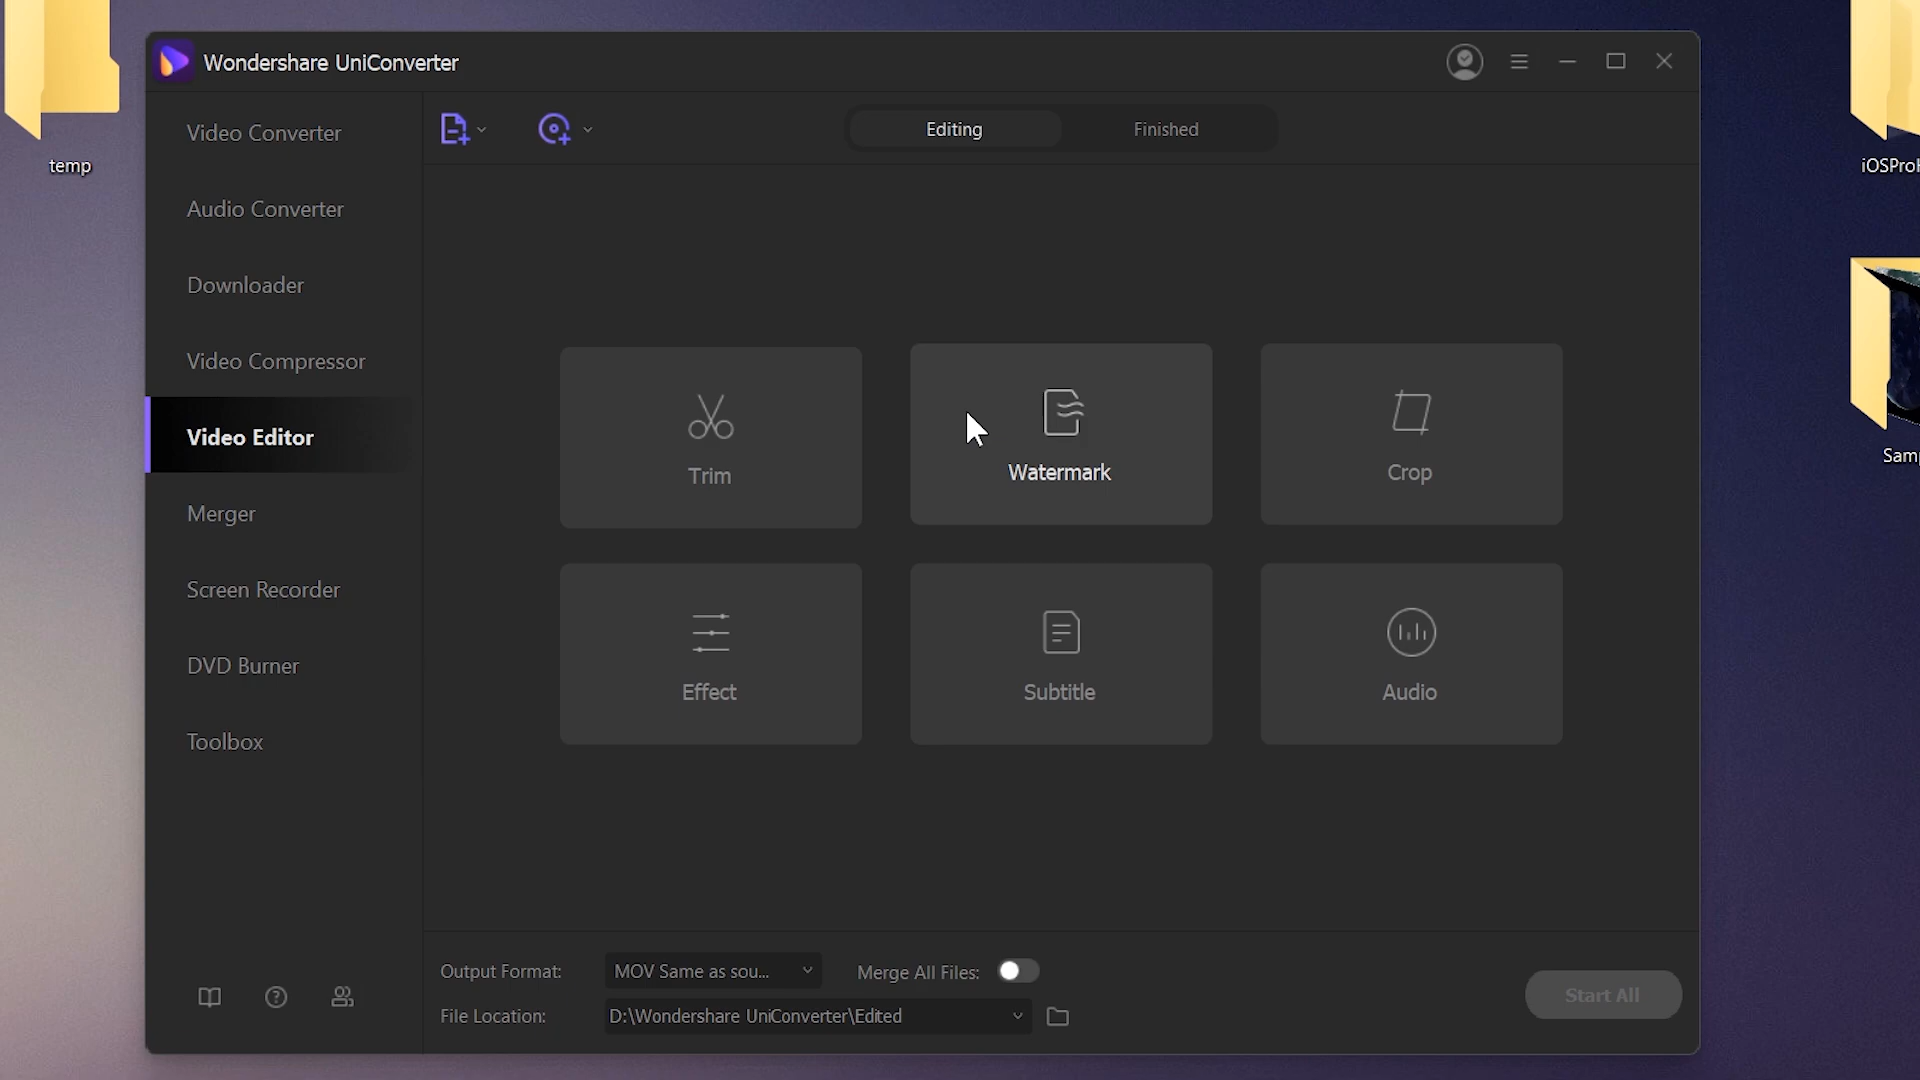 Wondershare UniConverter
temp
Video Converter
Audio Converter
Downloader
Video Compressor
Video Editor
Merger
Screen Recorder
DVD Burner
Toolbox
Editing
Finished
Trim
Watermark
Crop
Effect
Subtitle
Audio
Output Format:
MOV Same as sou...
Merge All Files:
File Location:
D:\Wondershare UniConverter\Edited
Start All